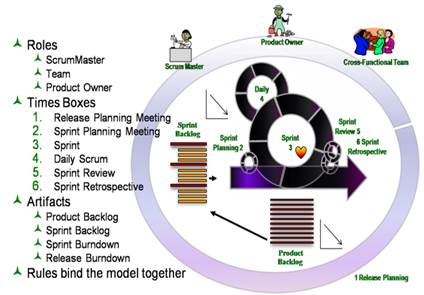 Roles
ScrumMaster
Team
Product Owner
Times Boxes
1. Release Planning Meeting
2. Sprint Planning Meeting
3. Sprint
4. Daily Scrum
5. Sprint Review
6. Sprint Retrospective
Artifacts
Product Backlog
Sprint Backlog
Sprint Burndown
Release Burndown
Rules bind the model together
Scrum Master
Product Owner
Cross-Functional Team
Daily
4
Sprint
Backlog
Sprint
Planning 2
Sprint
3
Sprint
Review 5
6 Sprint
Retrospective
Product
Backlog
1 Release Planning